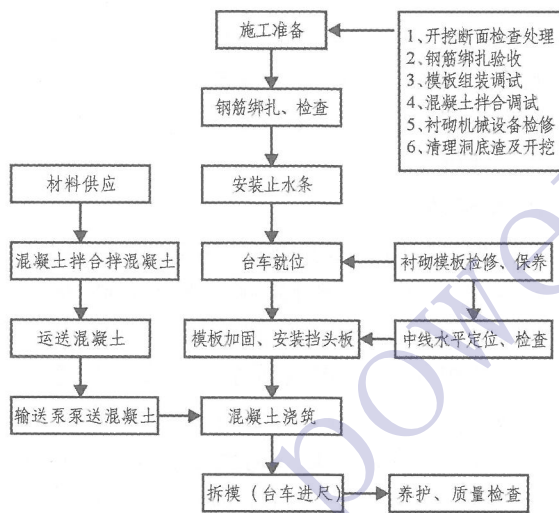 施工准备
1、开挖断面检查处理
2、钢筋绑扎验收
3、模板组装调试
4、混凝土拌合调试
5、衬砌机械设备检修
6、清理洞底渣及开挖
钢筋绑扎、检查
材料供应
安装止水条
混凝土拌合拌混凝土
台车就位
衬砌模板检修、保养
运送混凝土
模板加固、安装挡头板
中线水平定位、检查
输送泵泵送混凝土
混凝土浇筑
拆模（台车进尺）
养护、质量检查
powe